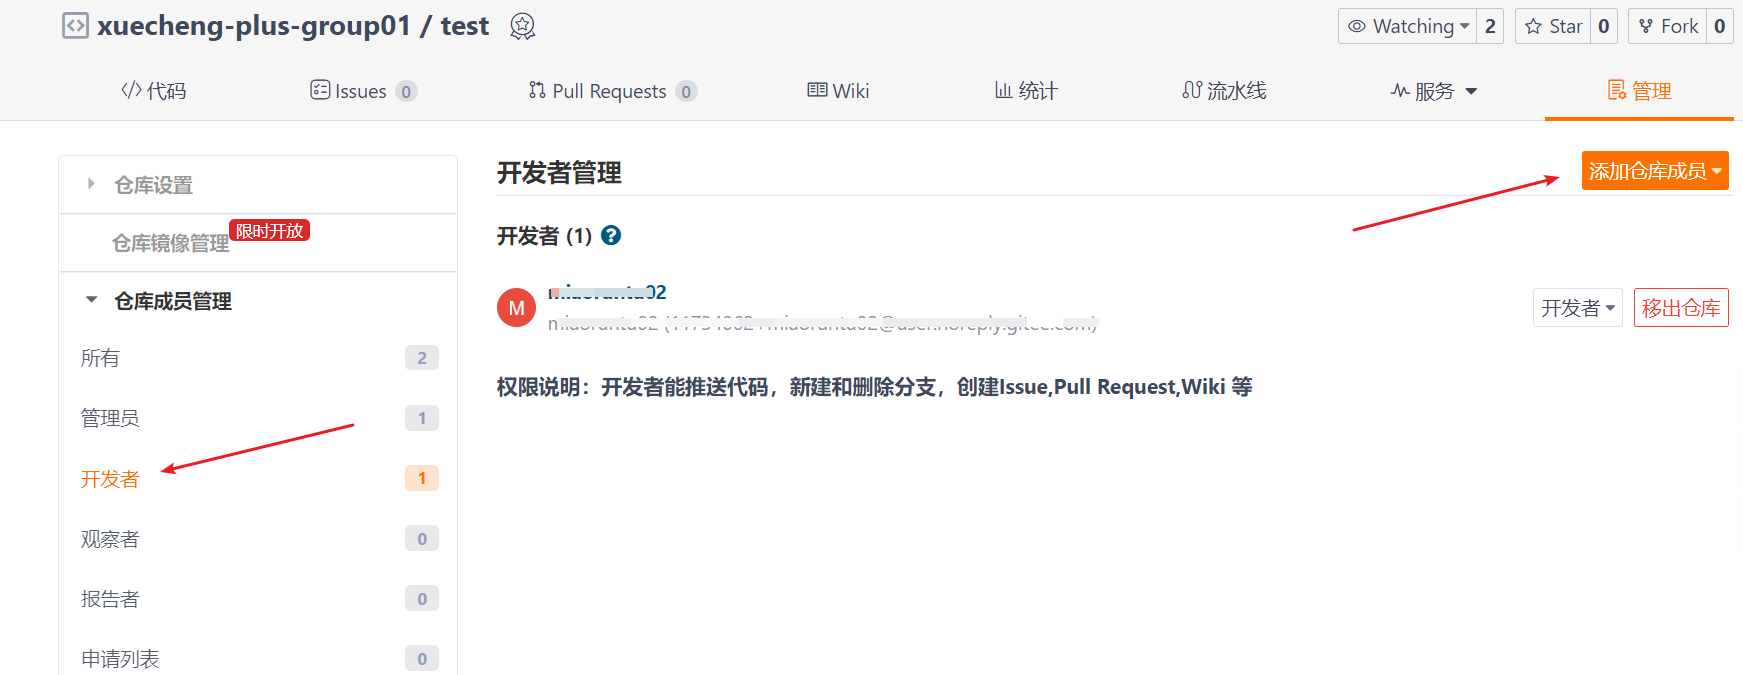 xuecheng-plus-group01 / test
Watching 2 Star 0 Fork 0
代码 Issues 0 Pull Requests 0 Wiki 统计 流水线 服务 管理
仓库设置
仓库镜像管理 限时开放
仓库成员管理
所有 2
管理员 1
开发者 1
观察者 0
报告者 0
申请列表 0
开发者管理
添加仓库成员
开发者 (1)
M
开发者 移出仓库
权限说明：开发者能推送代码，新建和删除分支，创建Issue,Pull Request,Wiki 等